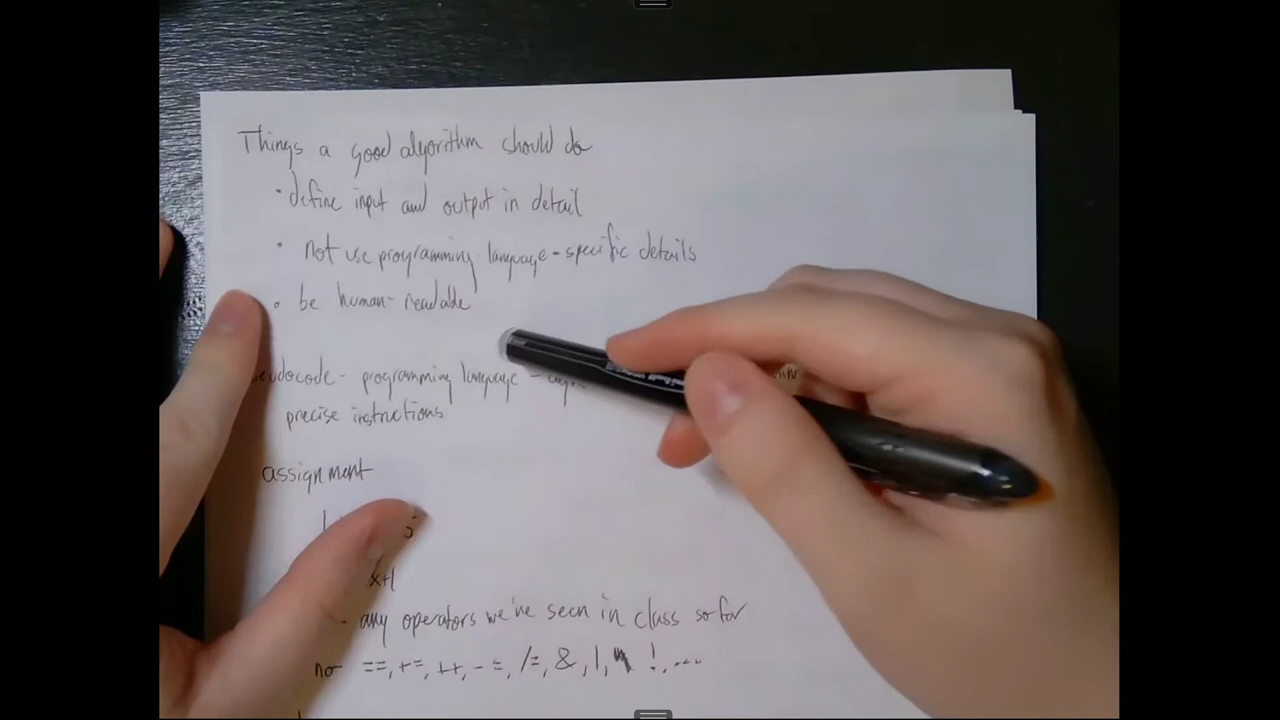 Things a good algorithm should do
• define input and output in detail
• not use programming language-specific details
• be human-readable
programming language -
precise instructions
assignment
x+1
- any operators we've seen in class so far
no ==, +=, ++, -=, /=, &, |, !, ...